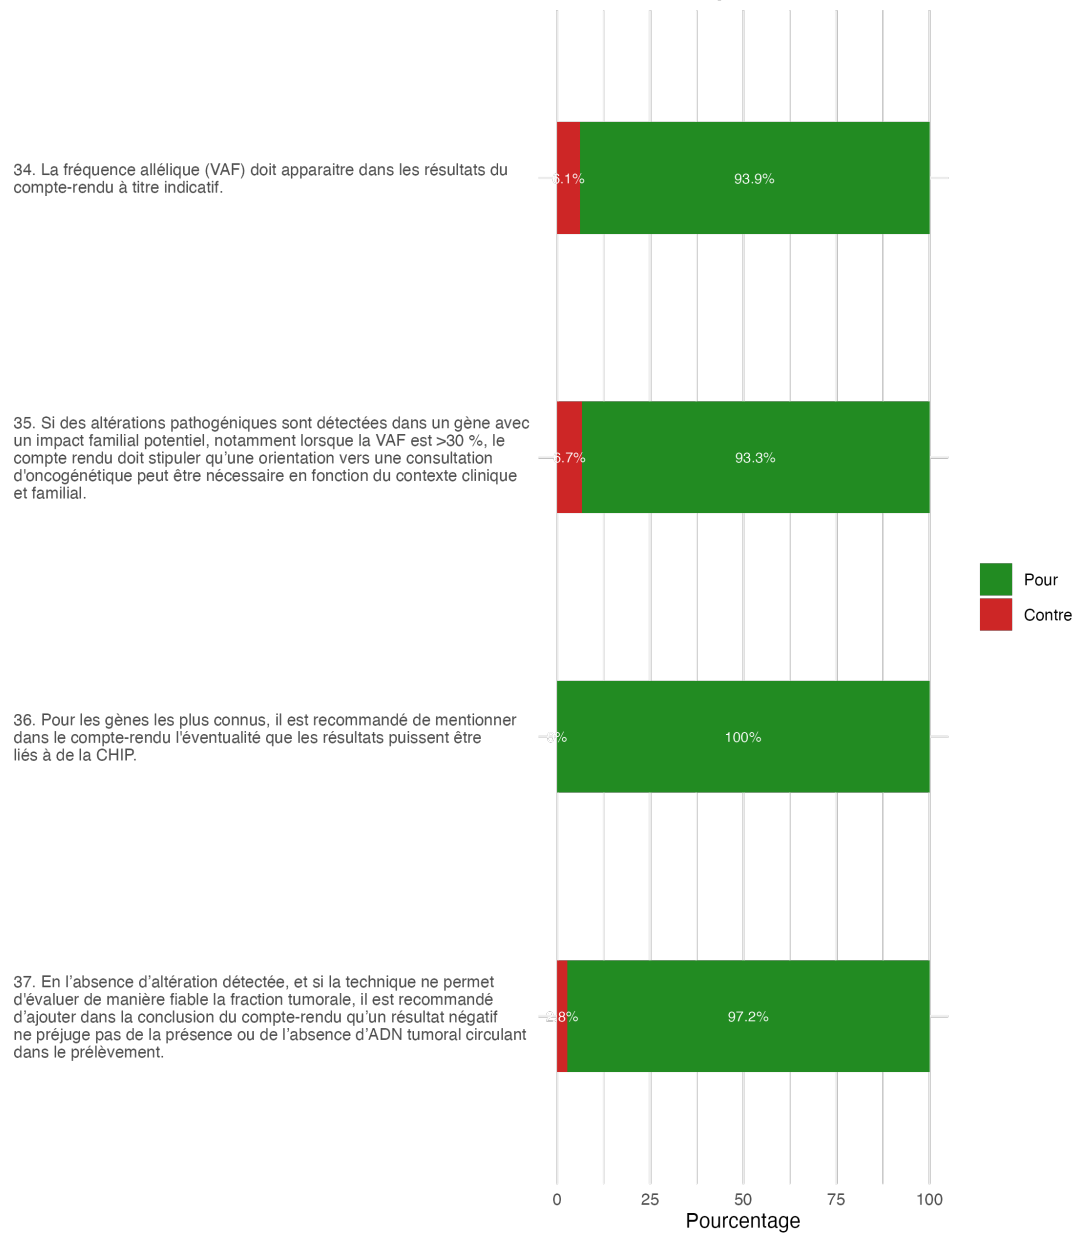 34. La fréquence allélique (VAF) doit apparaitre dans les résultats du
compte-rendu à titre indicatif.
6.1%
93.9%
35. Si des altérations pathogéniques sont détectées dans un gène avec
un impact familial potentiel, notamment lorsque la VAF est >30 %, le
compte rendu doit stipuler qu’une orientation vers une consultation
d'oncogénétique peut être nécessaire en fonction du contexte clinique
et familial.
6.7%
93.3%
Pour
Contre
36. Pour les gènes les plus connus, il est recommandé de mentionner
dans le compte-rendu l’éventualité que les résultats puissent être
liés à de la CHIP.
0%
100%
37. En l’absence d’altération détectée, et si la technique ne permet
d’évaluer de manière fiable la fraction tumorale, il est recommandé
d’ajouter dans la conclusion du compte-rendu qu’un résultat négatif
ne préjuge pas de la présence ou de l’absence d’ADN tumoral circulant
dans le prélèvement.
2.8%
97.2%
0 25 50 75 100
Pourcentage